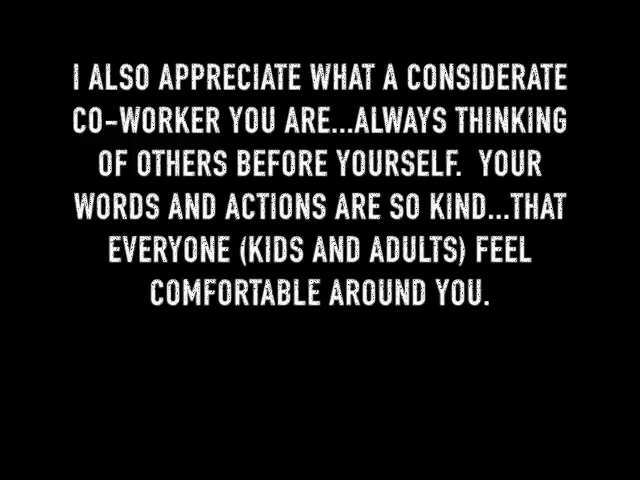 I ALSO APPRECIATE WHAT A CONSIDERATE
CO-WORKER YOU ARE...ALWAYS THINKING
OF OTHERS BEFORE YOURSELF.  YOUR
WORDS AND ACTIONS ARE SO KIND...THAT
EVERYONE (KIDS AND ADULTS) FEEL
COMFORTABLE AROUND YOU.